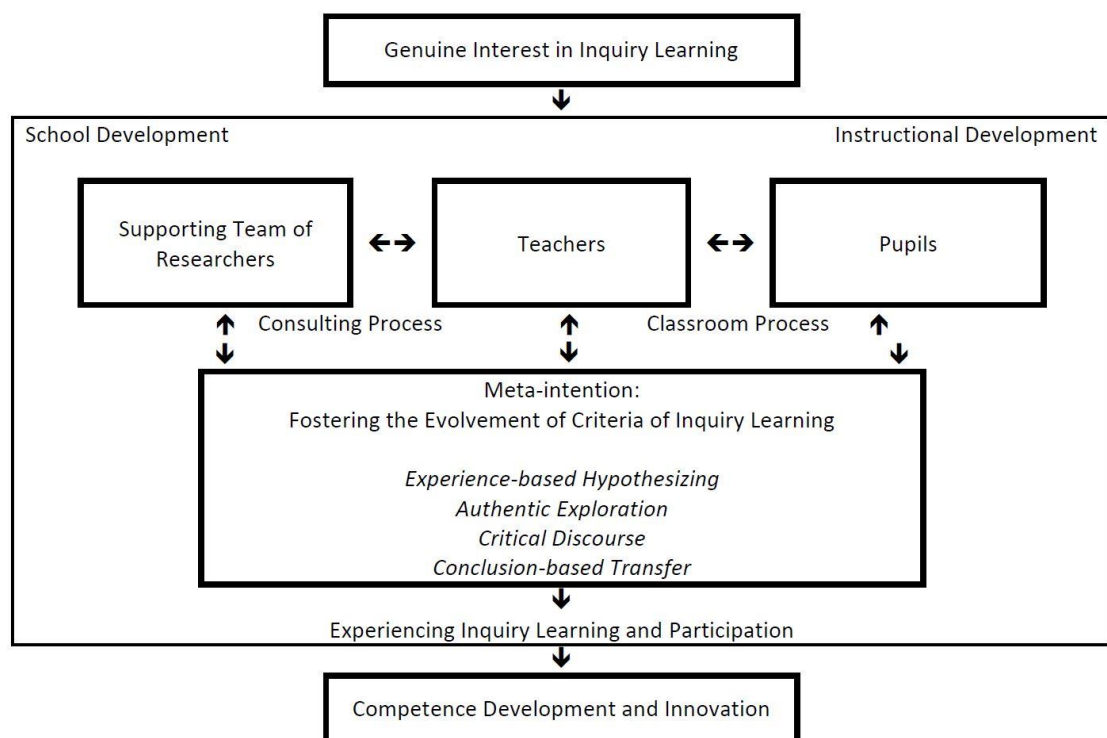 Genuine Interest in Inquiry Learning
School Development
Instructional Development
Supporting Team of
Researchers
Teachers
Pupils
Consulting Process
Classroom Process
Meta-intention:
Fostering the Evolvement of Criteria of Inquiry Learning
Experience-based Hypothesizing
Authentic Exploration
Critical Discourse
Conclusion-based Transfer
Experiencing Inquiry Learning and Participation
Competence Development and Innovation